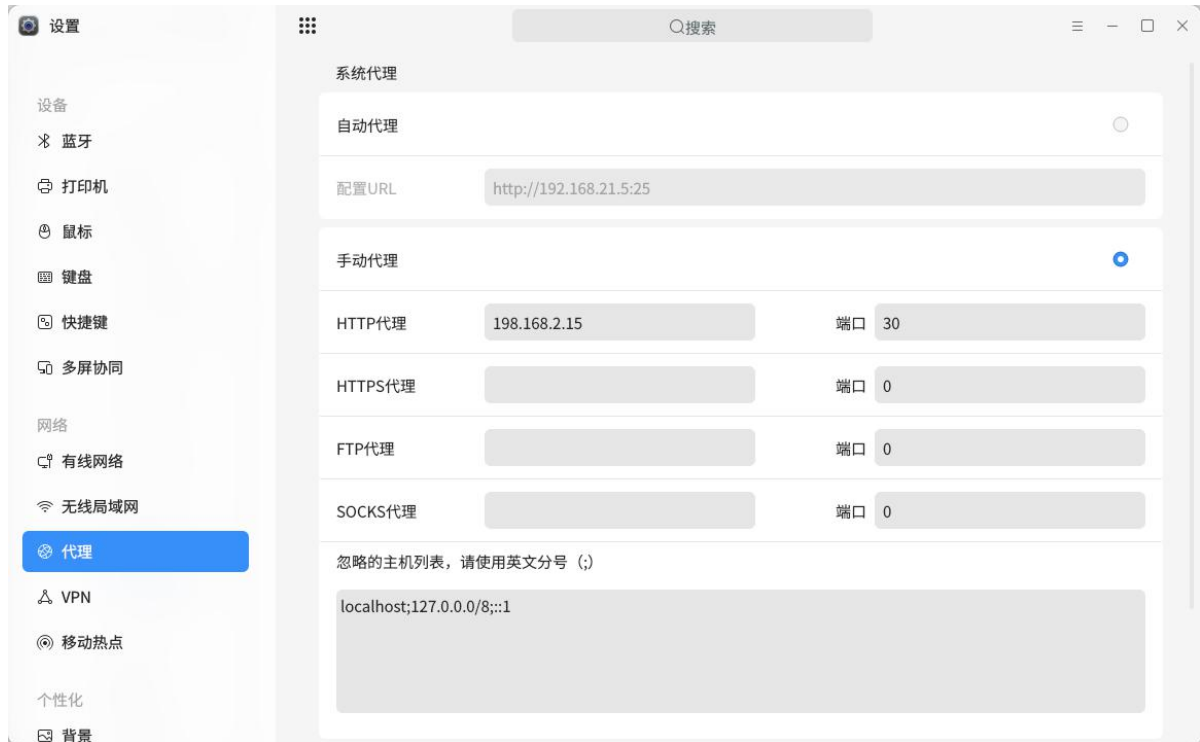 设置
搜索
设备
蓝牙
打印机
鼠标
键盘
快捷键
多屏协同
网络
有线网络
无线局域网
代理
VPN
移动热点
个性化
背景
系统代理
自动代理
配置URL http://192.168.21.5:25
手动代理
HTTP代理 198.168.2.15 端口 30
HTTPS代理 端口 0
FTP代理 端口 0
SOCKS代理 端口 0
忽略的主机列表，请使用英文分号（;）
localhost;127.0.0.0/8;::1